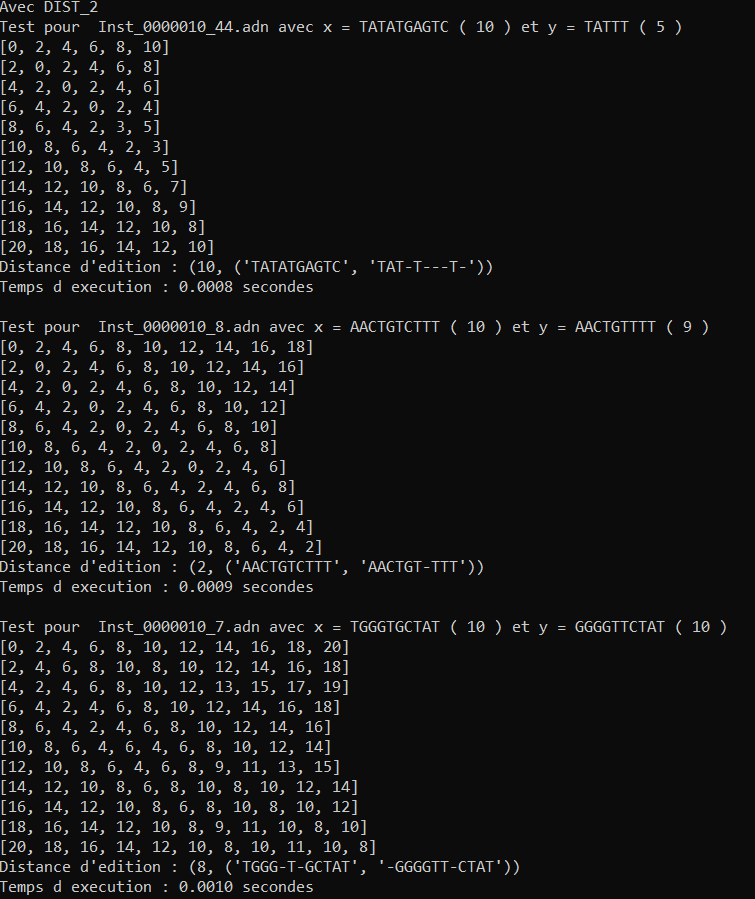 Avec DIST_2
Test pour  Inst_0000010_44.adn avec x = TATATGAGTC ( 10 ) et y = TATTT ( 5 )
[0, 2, 4, 6, 8, 10]
[2, 0, 2, 4, 6, 8]
[4, 2, 0, 2, 4, 6]
[6, 4, 2, 0, 2, 4]
[8, 6, 4, 2, 3, 5]
[10, 8, 6, 4, 2, 3]
[12, 10, 8, 6, 4, 5]
[14, 12, 10, 8, 6, 7]
[16, 14, 12, 10, 8, 9]
[18, 16, 14, 12, 10, 8]
[20, 18, 16, 14, 12, 10]
Distance d'edition : (10, ('TATATGAGTC', 'TAT-T---T-'))
Temps d execution : 0.0008 secondes
Test pour  Inst_0000010_8.adn avec x = AACTGTCTTT ( 10 ) et y = AACTGTTTT ( 9 )
[0, 2, 4, 6, 8, 10, 12, 14, 16, 18]
[2, 0, 2, 4, 6, 8, 10, 12, 14, 16]
[4, 2, 0, 2, 4, 6, 8, 10, 12, 14]
[6, 4, 2, 0, 2, 4, 6, 8, 10, 12]
[8, 6, 4, 2, 0, 2, 4, 6, 8, 10]
[10, 8, 6, 4, 2, 0, 2, 4, 6, 8]
[12, 10, 8, 6, 4, 2, 0, 2, 4, 6]
[14, 12, 10, 8, 6, 4, 2, 4, 6, 8]
[16, 14, 12, 10, 8, 6, 4, 2, 4, 6]
[18, 16, 14, 12, 10, 8, 6, 4, 2, 4]
[20, 18, 16, 14, 12, 10, 8, 6, 4, 2]
Distance d'edition : (2, ('AACTGTCTTT', 'AACTGT-TTT'))
Temps d execution : 0.0009 secondes
Test pour  Inst_0000010_7.adn avec x = TGGGTGCTAT ( 10 ) et y = GGGGTTCTAT ( 10 )
[0, 2, 4, 6, 8, 10, 12, 14, 16, 18, 20]
[2, 4, 6, 8, 10, 8, 10, 12, 14, 16, 18]
[4, 2, 4, 6, 8, 10, 12, 13, 15, 17, 19]
[6, 4, 2, 4, 6, 8, 10, 12, 14, 16, 18]
[8, 6, 4, 2, 4, 6, 8, 10, 12, 14, 16]
[10, 8, 6, 4, 6, 4, 6, 8, 10, 12, 14]
[12, 10, 8, 6, 4, 6, 8, 9, 11, 13, 15]
[14, 12, 10, 8, 6, 8, 10, 8, 10, 12, 14]
[16, 14, 12, 10, 8, 6, 8, 10, 8, 10, 12]
[18, 16, 14, 12, 10, 8, 9, 11, 10, 8, 10]
[20, 18, 16, 14, 12, 10, 8, 10, 11, 10, 8]
Distance d'edition : (8, ('TGGG-T-GCTAT', '-GGGGTT-CTAT'))
Temps d execution : 0.0010 secondes